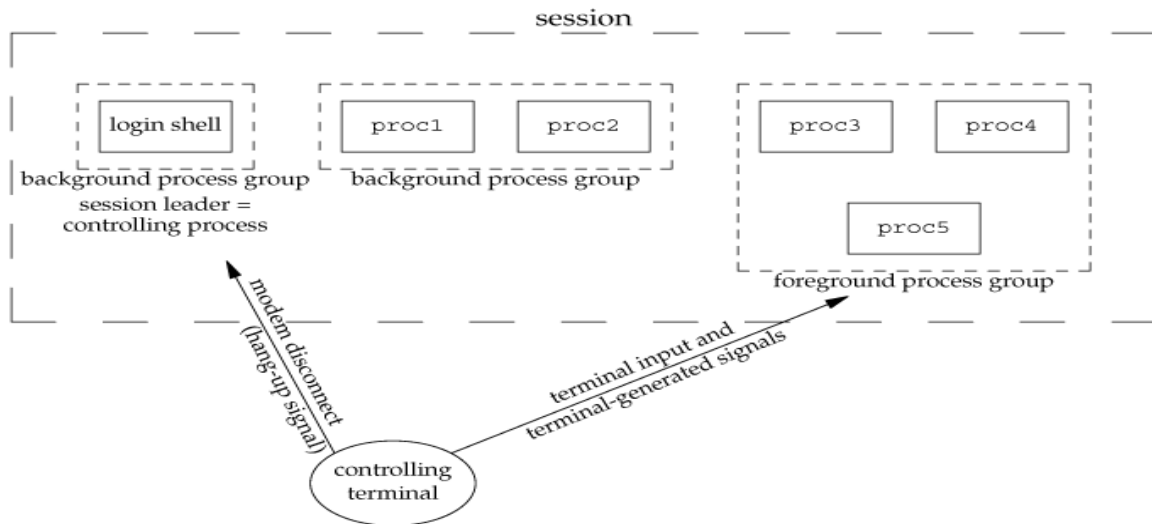 session
login shell
proc1
proc2
proc3
proc4
background process group
background process group
session leader =
controlling process
proc5
foreground process group
modem disconnect
(hang-up signal)
terminal input and
terminal-generated signals
controlling
terminal